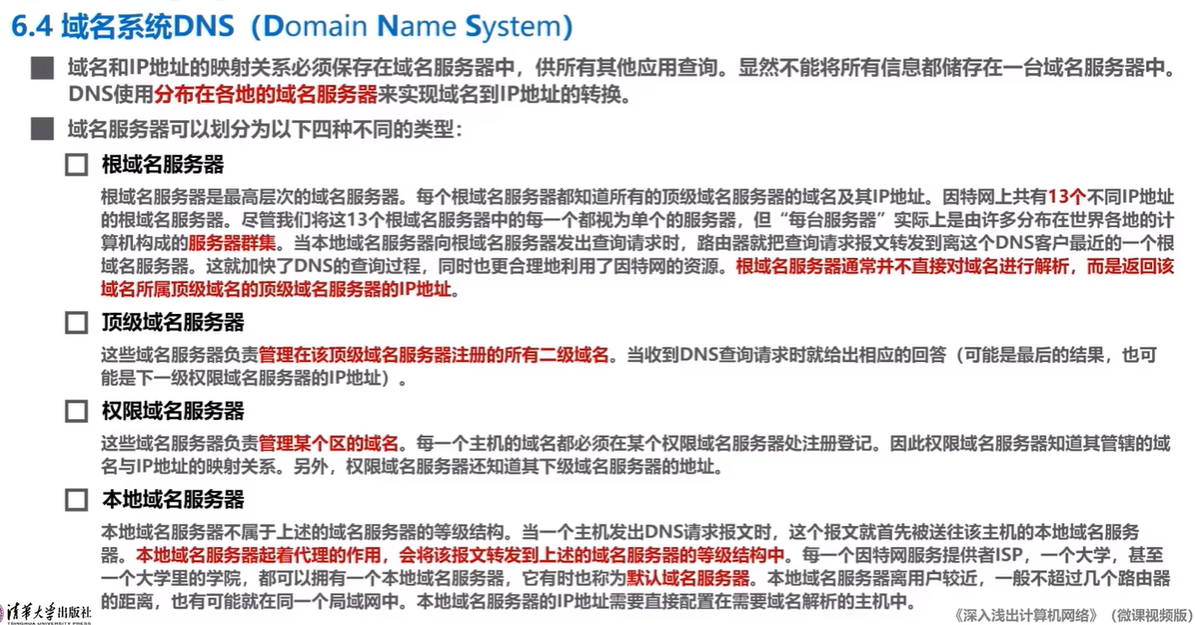 6.4 域名系统DNS（Domain Name System）
域名和IP地址的映射关系必须保存在域名服务器中，供所有其他应用查询。显然不能将所有信息都储存在一台域名服务器中。
DNS使用分布在各地的域名服务器来实现域名到IP地址的转换。
域名服务器可以划分为以下四种不同的类型：
根域名服务器
根域名服务器是最高层次的域名服务器。每个根域名服务器都知道所有的顶级域名服务器的域名及其IP地址。因特网上共有13个不同IP地址
的根域名服务器。尽管我们将这13个根域名服务器中的每一个都视为单个的服务器，但“每台服务器”实际上是由许多分布在世界各地的计
算机构成的服务器群集。当本地域名服务器向根域名服务器发出查询请求时，路由器就把查询请求报文转发到离这个DNS客户最近的一个根
域名服务器。这就加快了DNS的查询过程，同时也更合理地利用了因特网的资源。根域名服务器通常并不直接对域名进行解析，而是返回该
域名所属顶级域名的顶级域名服务器的IP地址。
顶级域名服务器
这些域名服务器负责管理在该顶级域名服务器注册的所有二级域名。当收到DNS查询请求时就给出相应的回答（可能是最后的结果，也可
能是下一级权限域名服务器的IP地址）。
权限域名服务器
这些域名服务器负责管理某个区的域名。每一个主机的域名都必须在某个权限域名服务器处注册登记。因此权限域名服务器知道其管辖的域
名与IP地址的映射关系。另外，权限域名服务器还知道其下级域名服务器的地址。
本地域名服务器
本地域名服务器不属于上述的域名服务器的等级结构。当一个主机发出DNS请求报文时，这个报文就首先被送往该主机的本地域名服务
器。本地域名服务器起着代理的作用，会将该报文转发到上述的域名服务器的等级结构中。每一个因特网服务提供者ISP，一个大学，甚至
一个大学里的学院，都可以拥有一个本地域名服务器，它有时也称为默认域名服务器。本地域名服务器离用户较近，一般不超过几个路由器
的距离，也有可能就在同一个局域网中。本地域名服务器的IP地址需要直接配置在需要域名解析的主机中。
清华大学出版社
TSINGHUA UNIVERSITY PRESS
《深入浅出计算机网络》（微课视频版）